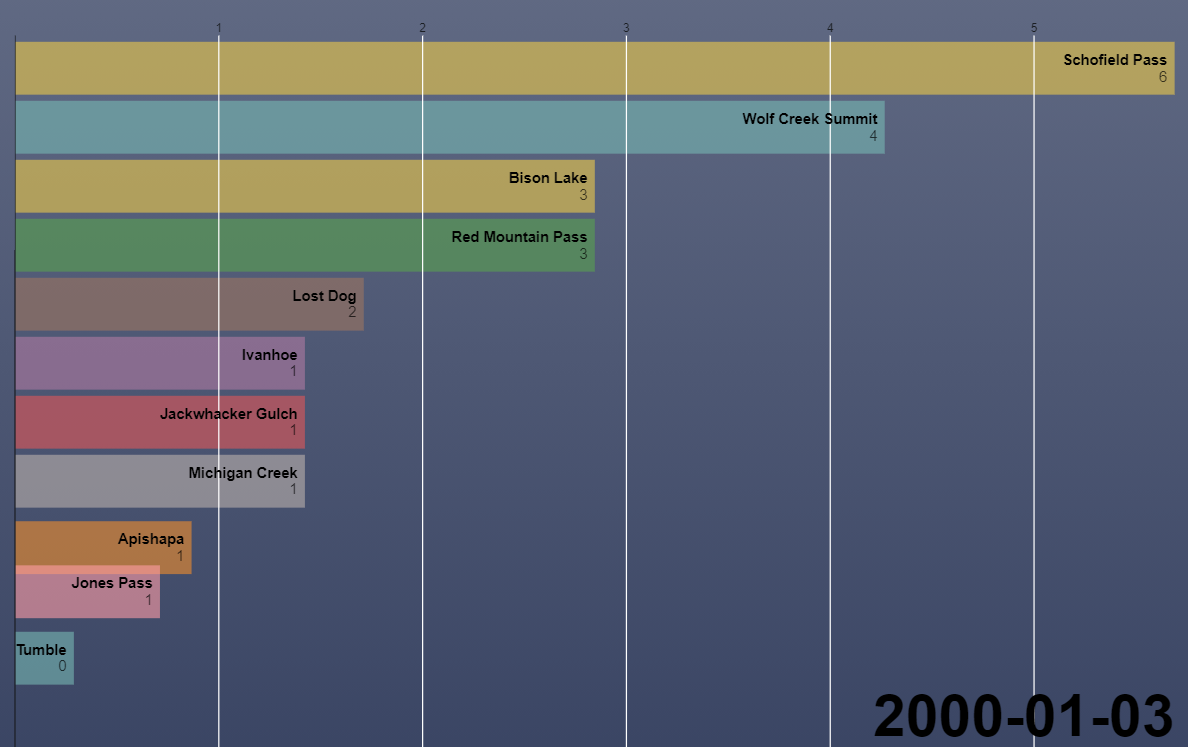 1 2 3 4 5
Schofield Pass
6
Wolf Creek Summit
4
Bison Lake
3
Red Mountain Pass
3
Lost Dog
2
Ivanhoe
1
Jackwhacker Gulch
1
Michigan Creek
1
Apishapa
1
Jones Pass
1
Tumble
0
2000-01-03